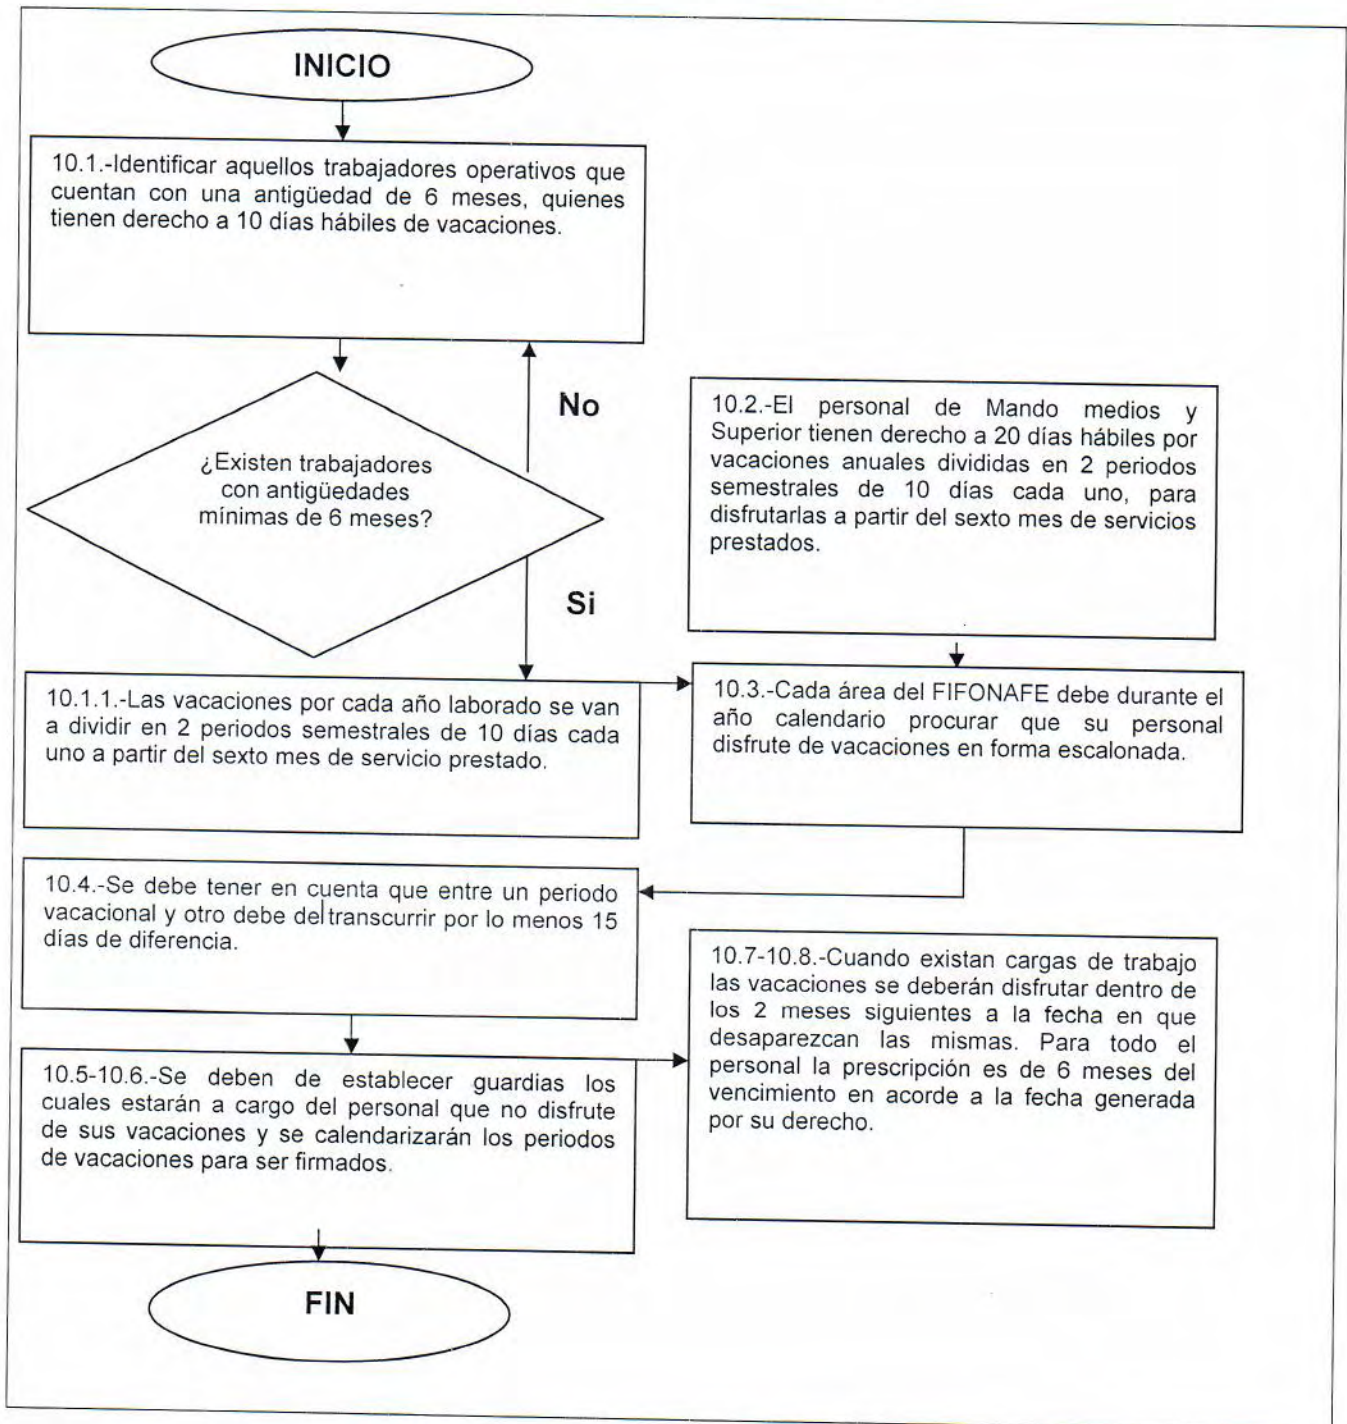 INICIO
10.1.-Identificar aquellos trabajadores operativos que
cuentan con una antigüedad de 6 meses, quienes
tienen derecho a 10 días hábiles de vacaciones.
No
¿Existen trabajadores
con antigüedades
mínimas de 6 meses?
Si
10.2.-El personal de Mando medios y
Superior tienen derecho a 20 días hábiles por
vacaciones anuales divididas en 2 periodos
semestrales de 10 días cada uno, para
disfrutarlas a partir del sexto mes de servicios
prestados.
10.1.1.-Las vacaciones por cada año laborado se van
a dividir en 2 periodos semestrales de 10 días cada
uno a partir del sexto mes de servicio prestado.
10.3.-Cada área del FIFONAFE debe durante el
año calendario procurar que su personal
disfrute de vacaciones en forma escalonada.
10.4.-Se debe tener en cuenta que entre un periodo
vacacional y otro debe del transcurrir por lo menos 15
días de diferencia.
10.5-10.6.-Se deben de establecer guardias los
cuales estarán a cargo del personal que no disfrute
de sus vacaciones y se calendarizarán los periodos
de vacaciones para ser firmados.
10.7-10.8.-Cuando existan cargas de trabajo
las vacaciones se deberán disfrutar dentro de
los 2 meses siguientes a la fecha en que
desaparezcan las mismas. Para todo el
personal la prescripción es de 6 meses del
vencimiento en acorde a la fecha generada
por su derecho.
FIN